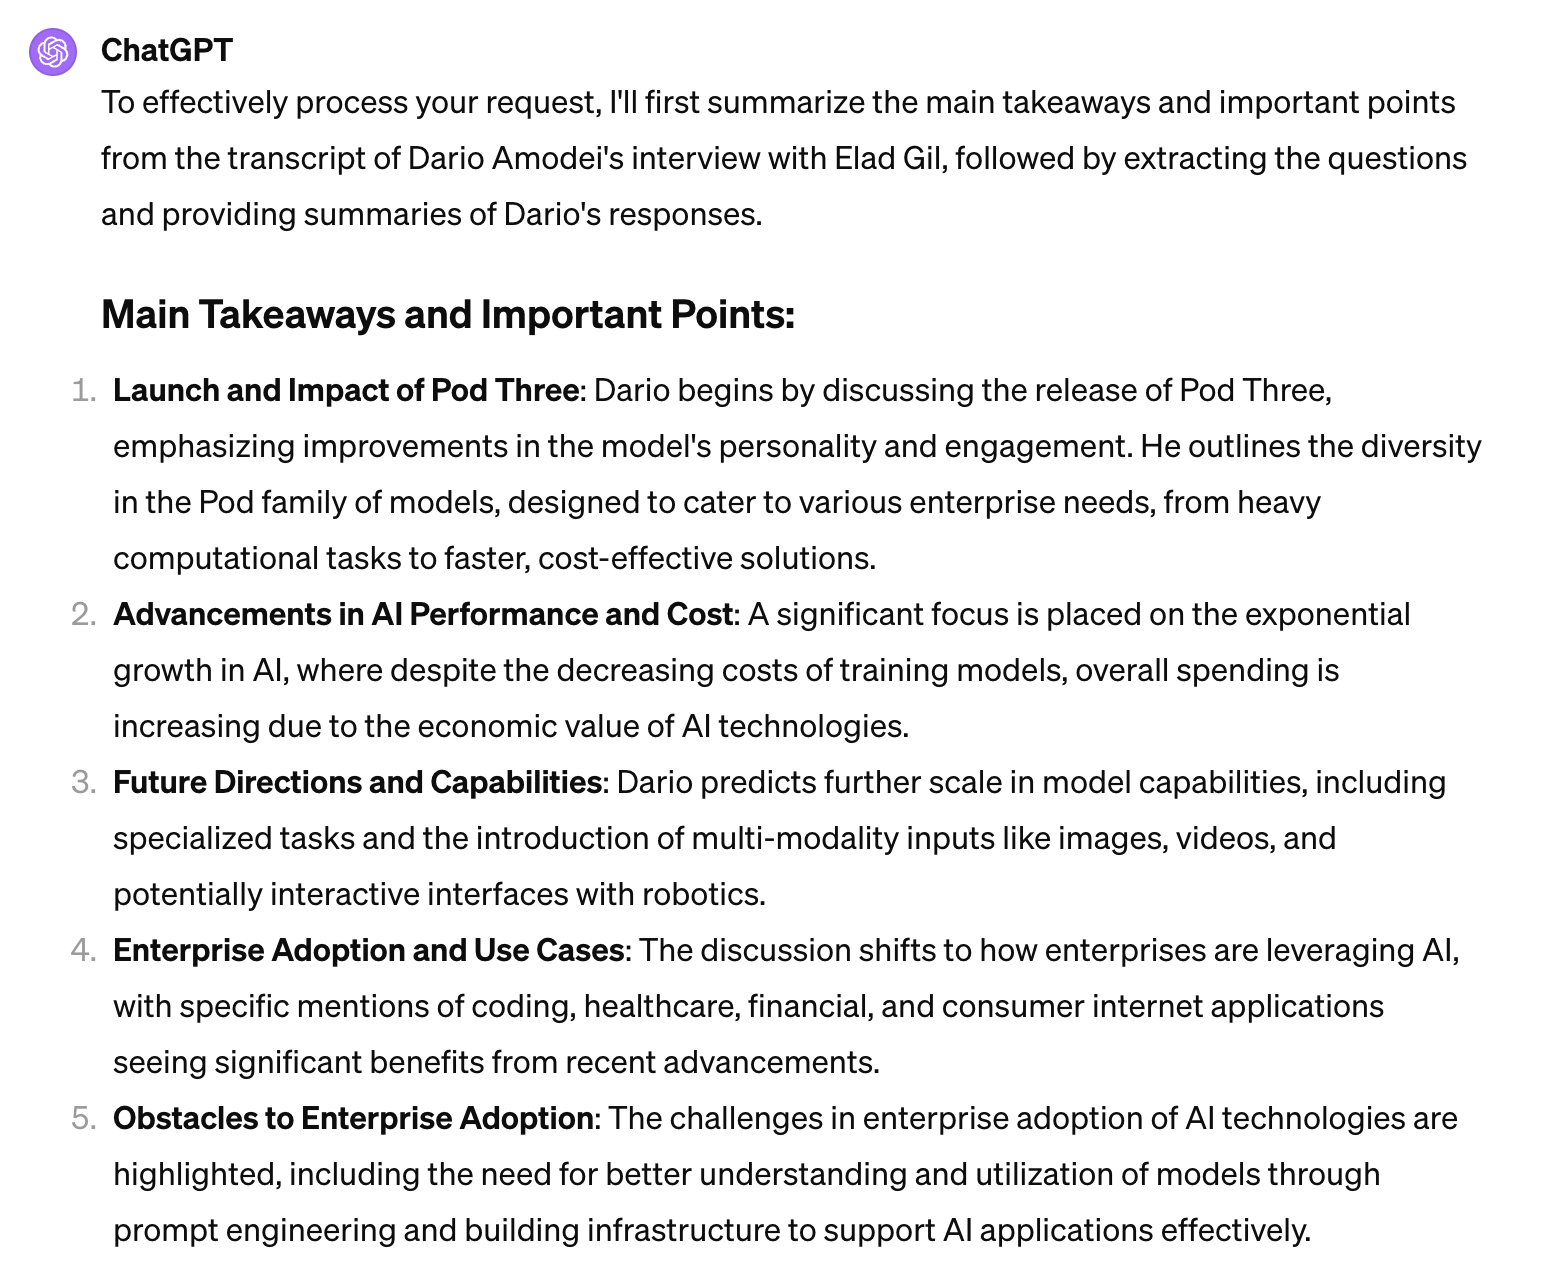 ChatGPT
To effectively process your request, I'll first summarize the main takeaways and important points
from the transcript of Dario Amodei's interview with Elad Gil, followed by extracting the questions
and providing summaries of Dario's responses.
Main Takeaways and Important Points:
1. Launch and Impact of Pod Three: Dario begins by discussing the release of Pod Three,
emphasizing improvements in the model's personality and engagement. He outlines the diversity
in the Pod family of models, designed to cater to various enterprise needs, from heavy
computational tasks to faster, cost-effective solutions.
2. Advancements in AI Performance and Cost: A significant focus is placed on the exponential
growth in AI, where despite the decreasing costs of training models, overall spending is
increasing due to the economic value of AI technologies.
3. Future Directions and Capabilities: Dario predicts further scale in model capabilities, including
specialized tasks and the introduction of multi-modality inputs like images, videos, and
potentially interactive interfaces with robotics.
4. Enterprise Adoption and Use Cases: The discussion shifts to how enterprises are leveraging AI,
with specific mentions of coding, healthcare, financial, and consumer internet applications
seeing significant benefits from recent advancements.
5. Obstacles to Enterprise Adoption: The challenges in enterprise adoption of AI technologies are
highlighted, including the need for better understanding and utilization of models through
prompt engineering and building infrastructure to support AI applications effectively.